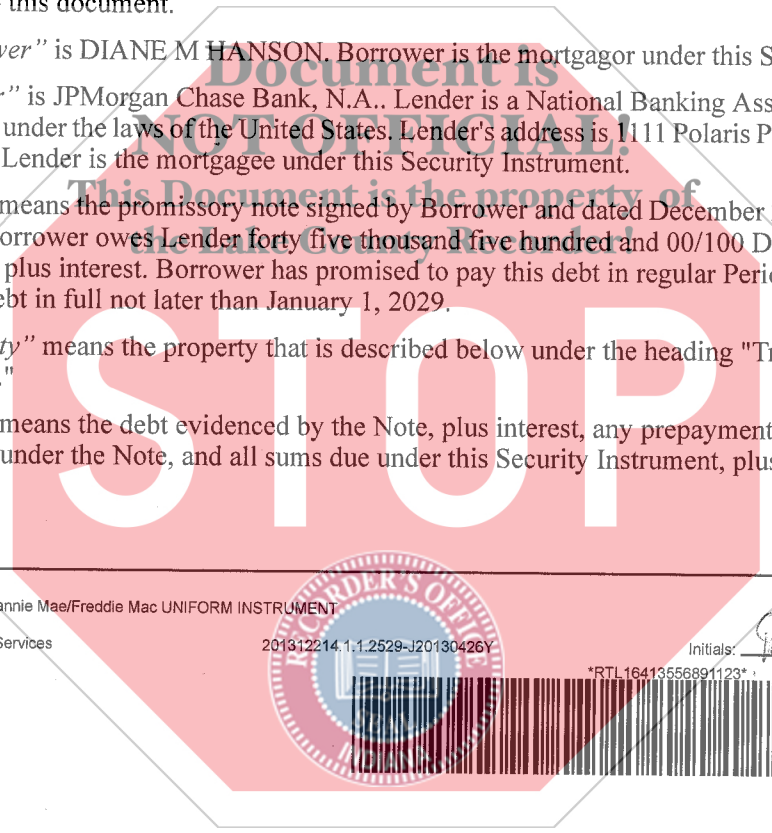 this document.
er” is DIANE M HANSON. Borrower is the mortgagor under this S
” is JPMorgan Chase Bank, N.A.. Lender is a National Banking Ass
under the laws of the United States. Lender's address is 1111 Polaris P
Lender is the mortgagee under this Security Instrument.
means the promissory note signed by Borrower and dated December
orrower owes Lender forty five thousand five hundred and 00/100 D
plus interest. Borrower has promised to pay this debt in regular Perio
ebt in full not later than January 1, 2029.
ty” means the property that is described below under the heading "Tr
."
means the debt evidenced by the Note, plus interest, any prepayment
under the Note, and all sums due under this Security Instrument, plus
Document is
NOT OFFICIAL!
This Document is the property of
the Lake County Recorder!
STOP
annie Mae/Freddie Mac UNIFORM INSTRUMENT
Services
201312214.1.1.2529-J20130426Y
Initials:
*RTL16413556891123*
RECORDER'S OFFICE
SEAL
INDIANA